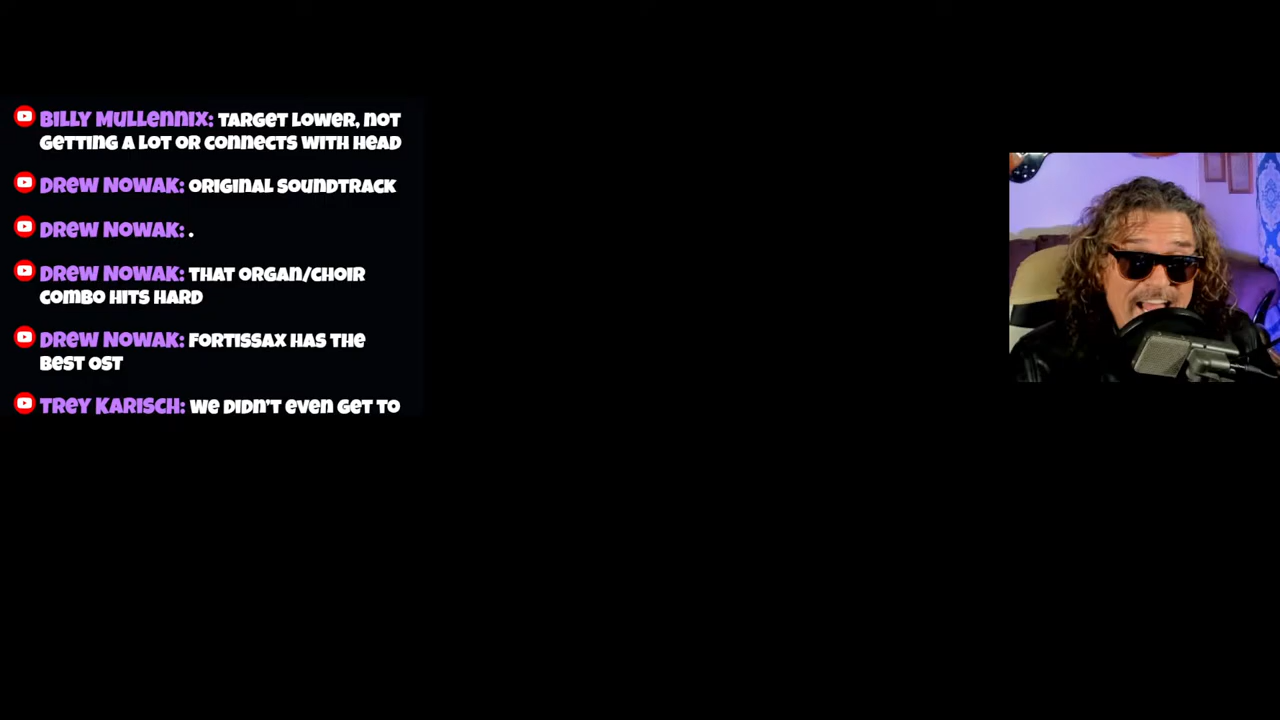 Billy Mullennix: Target lower, not
getting a lot or connects with head
Drew Nowak: original soundtrack
Drew Nowak: .
Drew Nowak: That organ/choir
combo hits hard
Drew Nowak: Fortissax has the
best OST
Trey Karisch: We didn't even get to